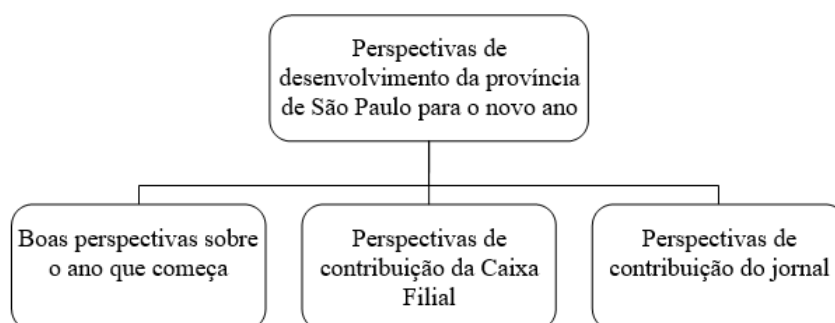 Perspectivas de
desenvolvimento da província
de São Paulo para o novo ano
Boas perspectivas sobre
o ano que começa
Perspectivas de
contribuição da Caixa
Filial
Perspectivas de
contribuição do jornal